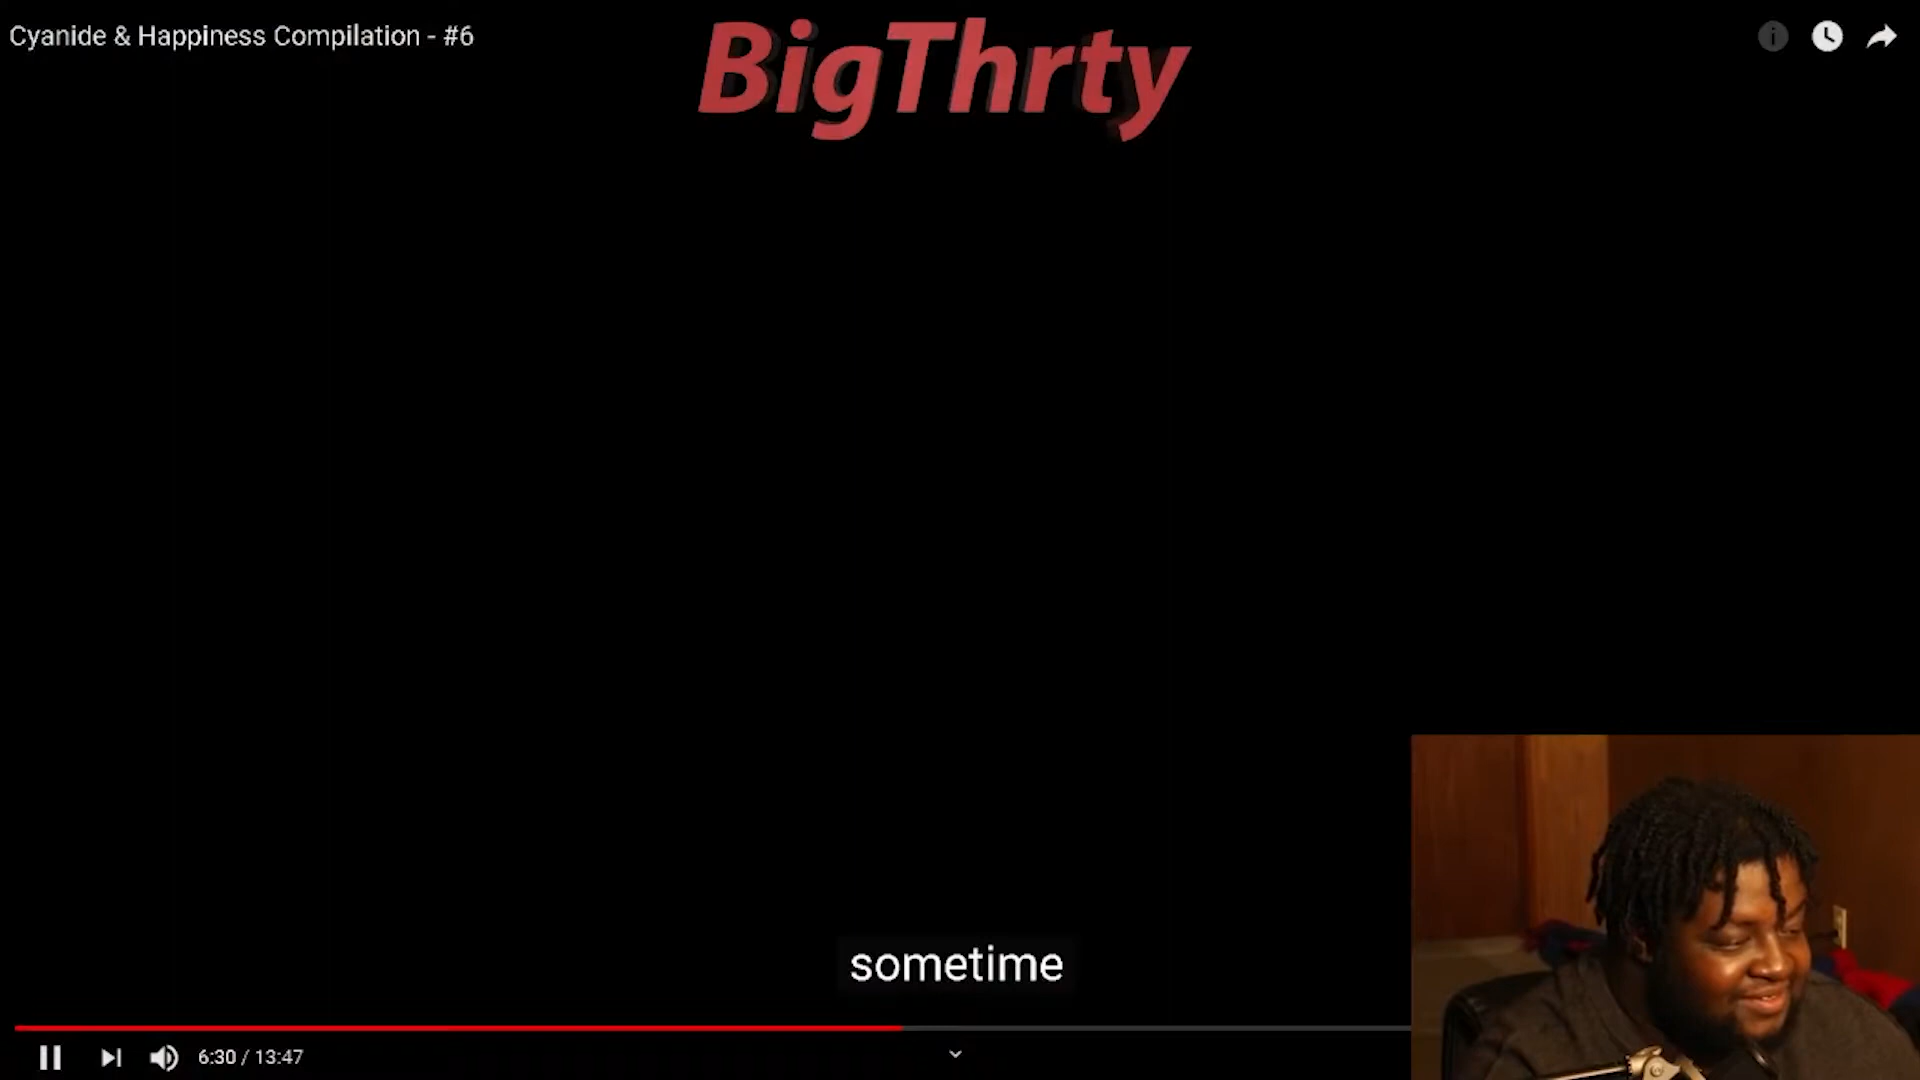 Cyanide & Happiness Compilation - #6
BigThrty
sometime
6:30 / 13:47